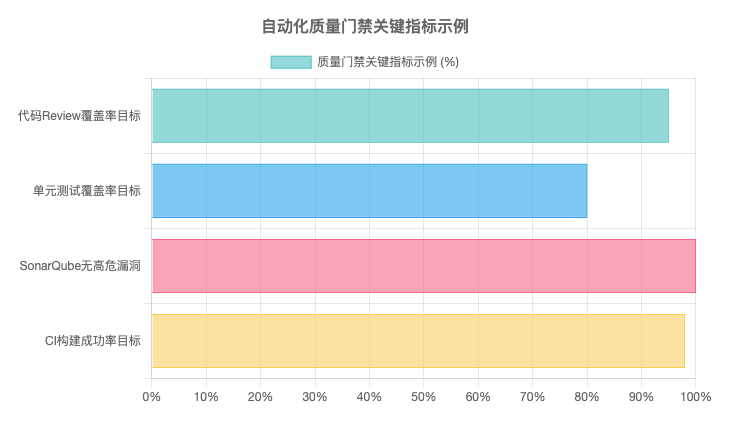 自动化质量门禁关键指标示例
质量门禁关键指标示例 (%)
代码Review覆盖率目标
单元测试覆盖率目标
SonarQube无高危漏洞
CI构建成功率目标
0% 10% 20% 30% 40% 50% 60% 70% 80% 90% 100%